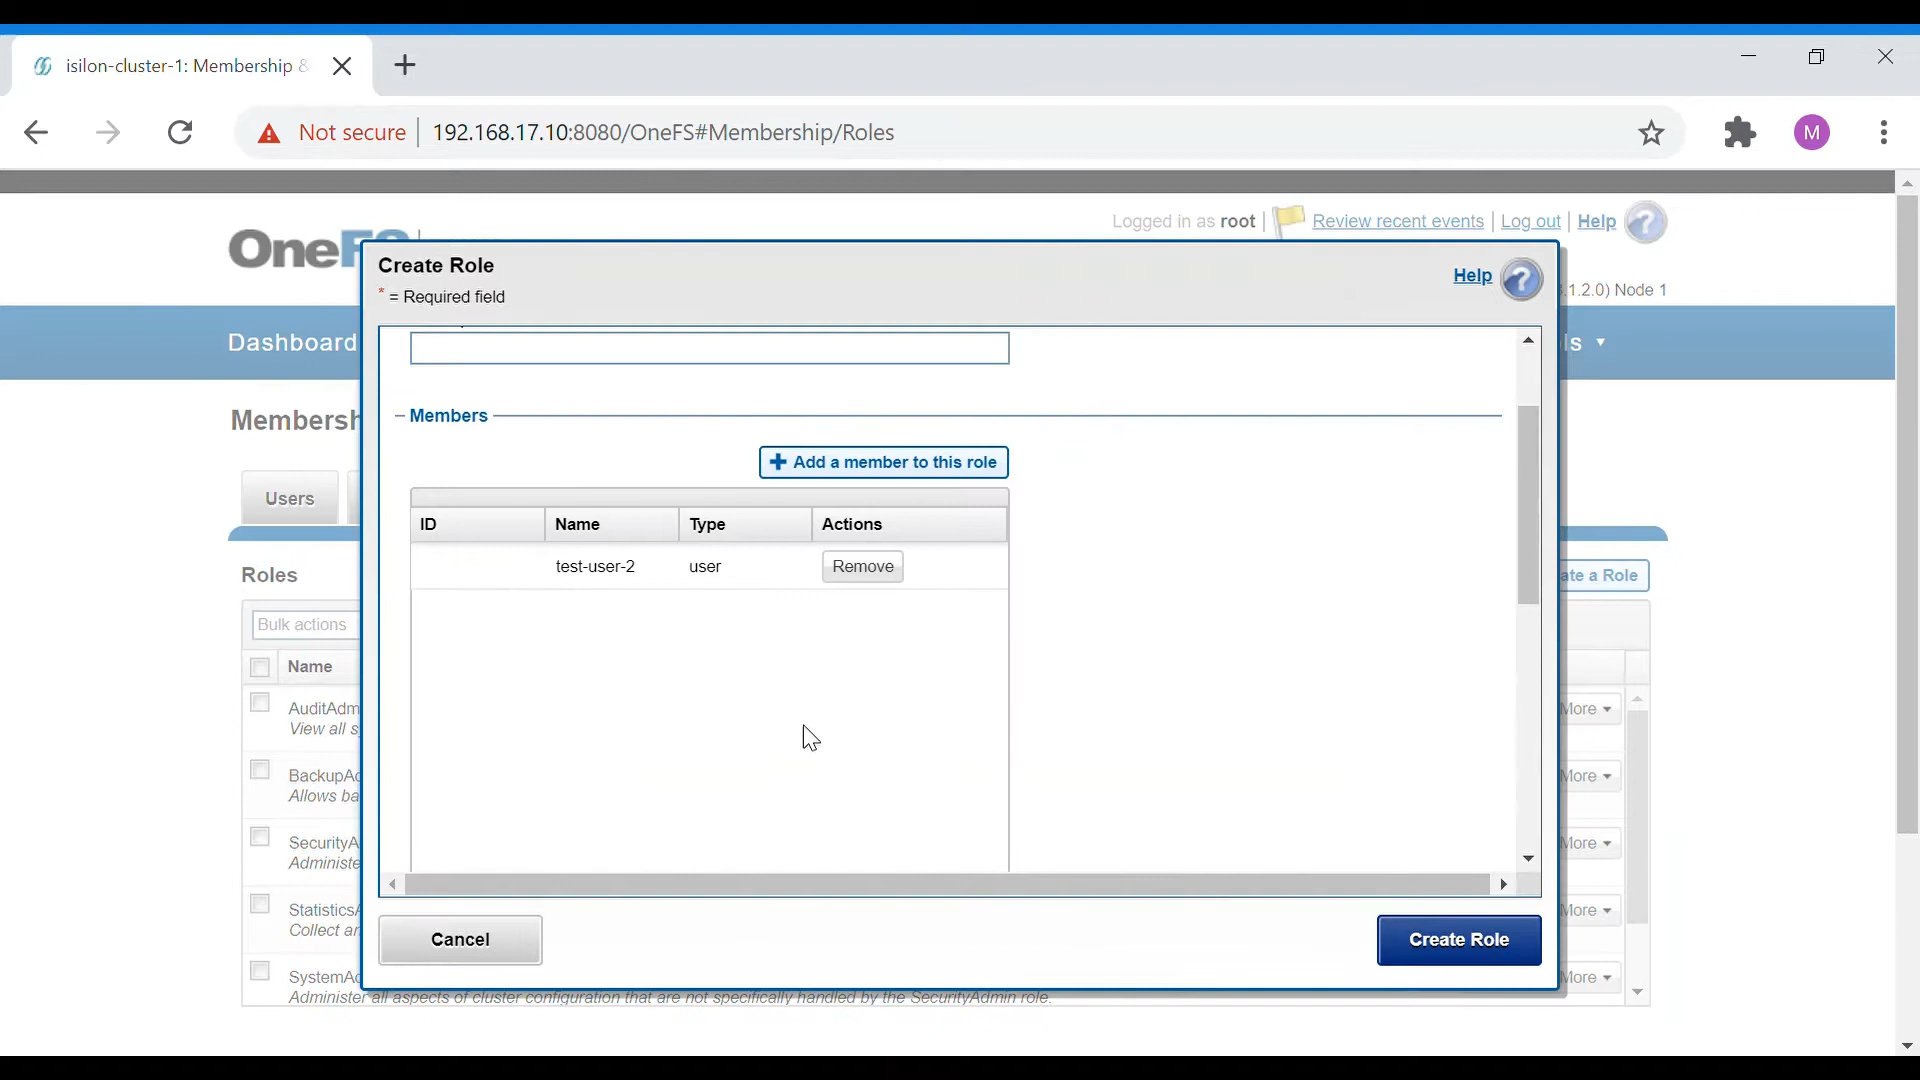 isilon-cluster-1: Membership &
Not secure 192.168.17.10:8080/OneFS#Membership/Roles
M
Logged in as root Review recent events Log out Help
OneFS
.1.2.0) Node 1
Create Role
* = Required field
Help
Dashboard
ls
Members
Membersh
Add a member to this role
Users
ID Name Type Actions
test-user-2 user Remove
Roles
ate a Role
Bulk actions
Name
AuditAdm
View all s
More
BackupAd
Allows ba
More
SecurityA
Administe
More
StatisticsA
Collect an
More
Cancel
Create Role
SystemAd
More
Administer all aspects of cluster configuration that are not specifically handled by the SecurityAdmin role.